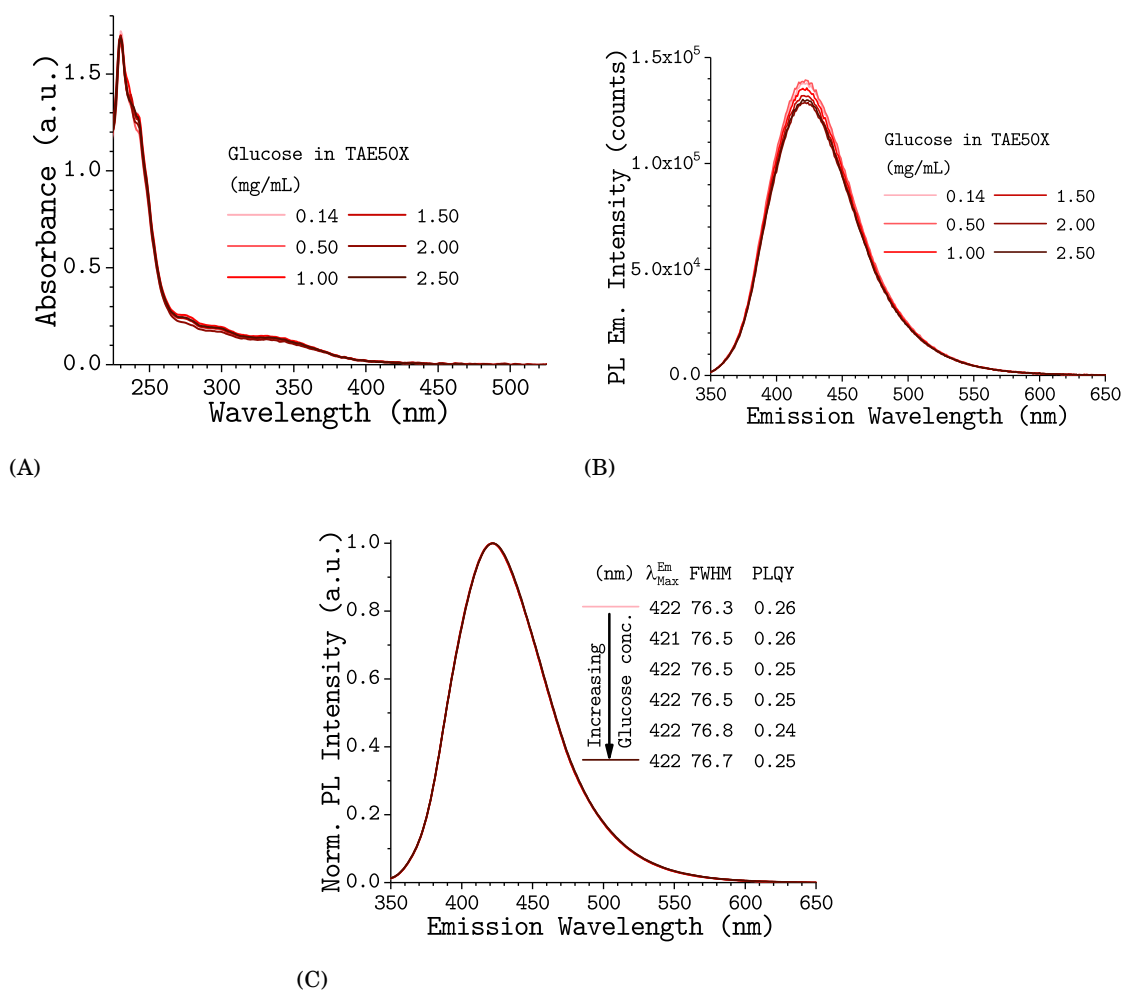 Absorbance (a.u.)
1.5
1.0
0.5
0.0
250 300 350 400 450 500
Wavelength (nm)
Glucose in TAE50X
(mg/mL)
0.14 1.50
0.50 2.00
1.00 2.50
(A)
PL Em. Intensity (counts)
1.5x10⁵
1.0x10⁵
5.0x10⁴
0.0
350 400 450 500 550 600 650
Emission Wavelength (nm)
Glucose in TAE50X
(mg/mL)
0.14 1.50
0.50 2.00
1.00 2.50
(B)
Norm. PL Intensity (a.u.)
1.0
0.8
0.6
0.4
0.2
0.0
350 400 450 500 550 600 650
Emission Wavelength (nm)
(nm) λ Em Max FWHM PLQY
422 76.3 0.26
421 76.5 0.26
422 76.5 0.25
422 76.5 0.25
422 76.8 0.24
422 76.7 0.25
Increasing
Glucose conc.
(C)